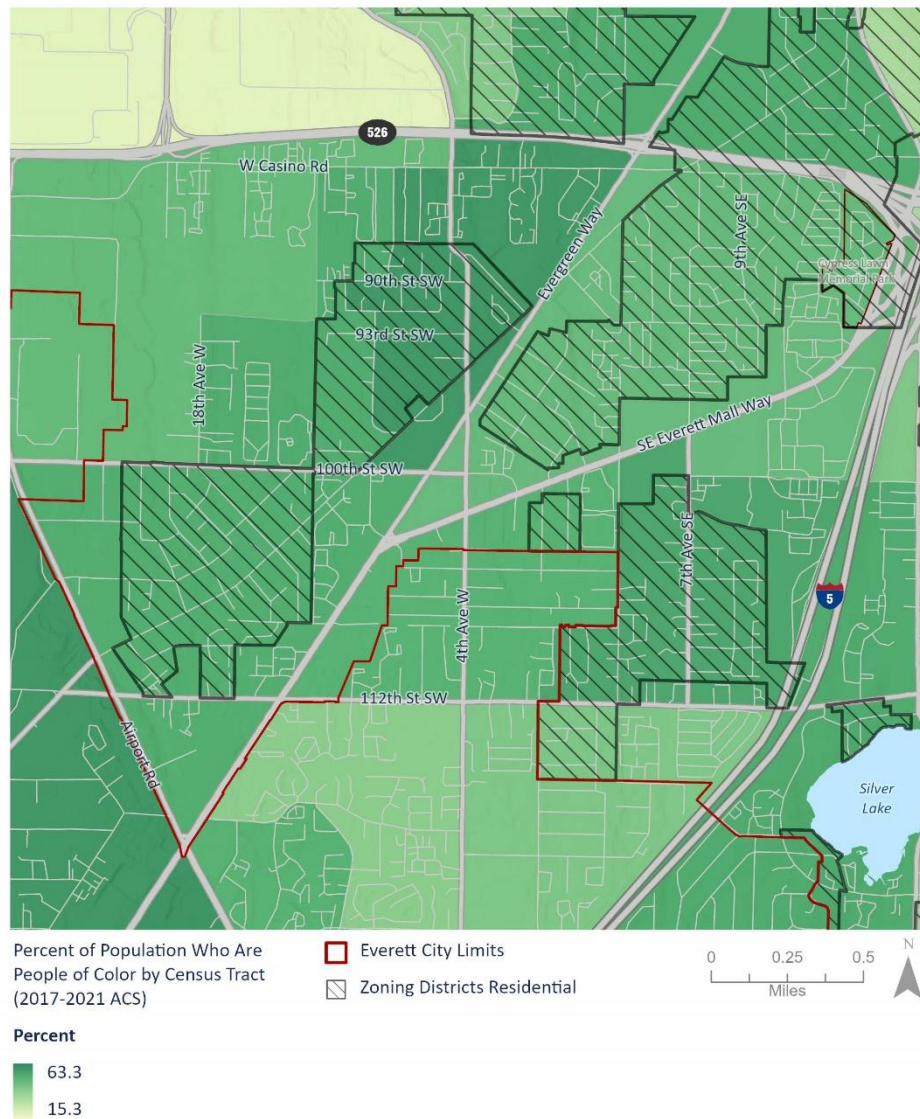 526
W Casino Rd
Evergreen Way
9th Ave SE
Cypress Lawn
Memorial Park
90th St SW
93rd St SW
18th Ave W
SE Everett Mall Way
100th St SW
7th Ave SE
5
4th Ave W
112th St SW
Airport Rd
Silver
Lake
Percent of Population Who Are
People of Color by Census Tract
(2017-2021 ACS)
Everett City Limits
Zoning Districts Residential
0 0.25 0.5
Miles
N
Percent
63.3
15.3